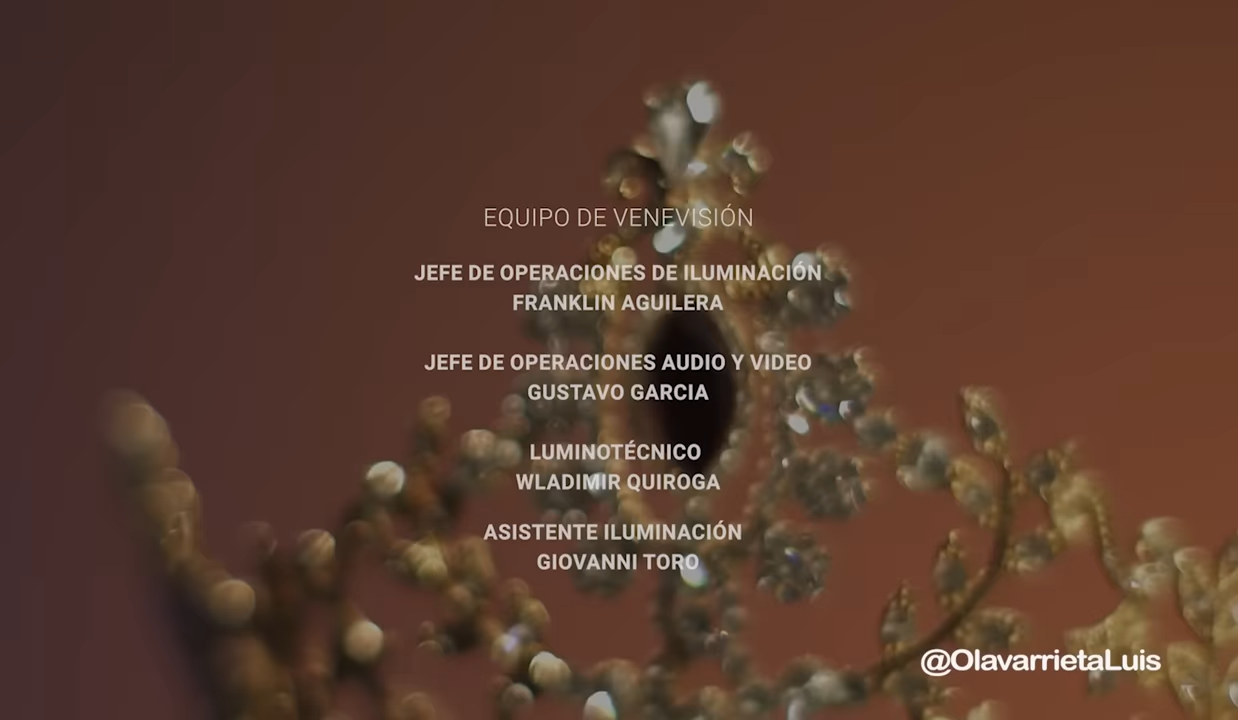 EQUIPO DE VENEVISIÓN
JEFE DE OPERACIONES DE ILUMINACIÓN
FRANKLIN AGUILERA
JEFE DE OPERACIONES AUDIO Y VIDEO
GUSTAVO GARCIA
LUMINOTÉCNICO
WLADIMIR QUIROGA
ASISTENTE ILUMINACIÓN
GIOVANNI TORO
@OlavarrietaLuis